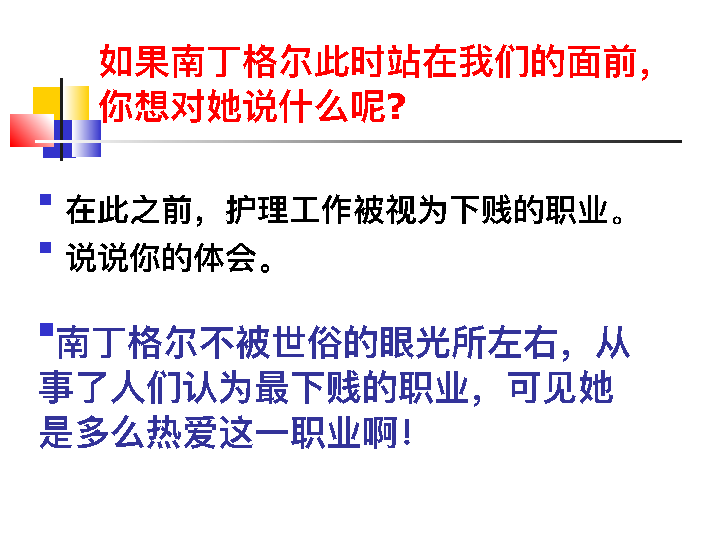 如果南丁格尔此时站在我们的面前，
你想对她说什么呢?
在此之前，护理工作被视为下贱的职业。
说说你的体会。
南丁格尔不被世俗的眼光所左右，从
事了人们认为最下贱的职业，可见她
是多么热爱这一职业啊！